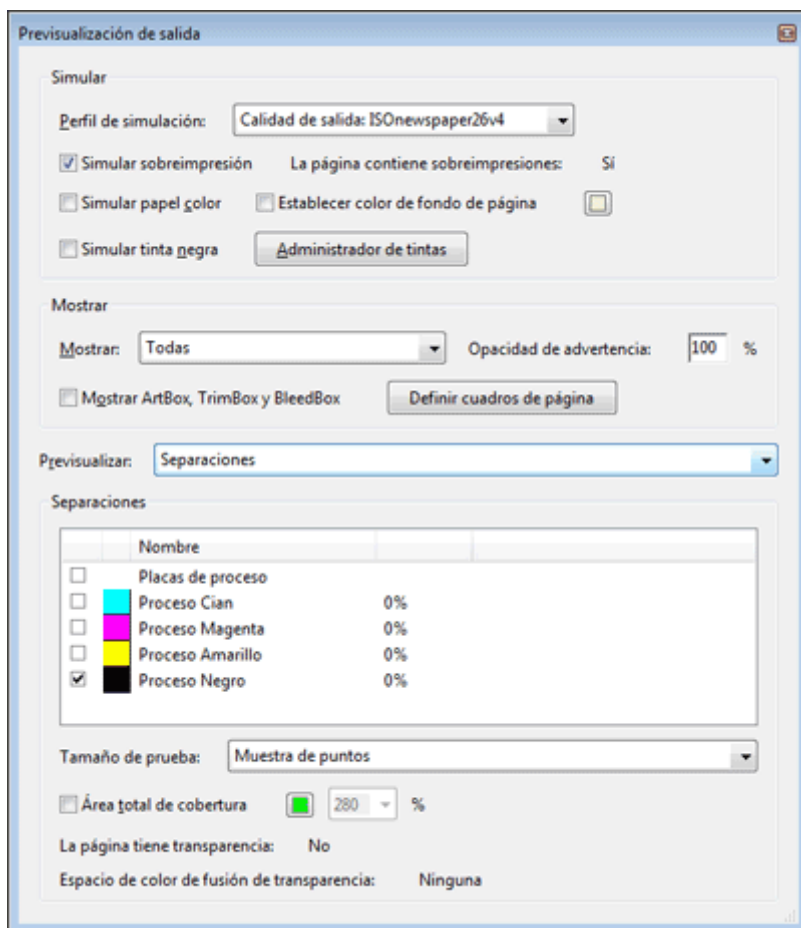 Previsualización de salida
Simular
Perfil de simulación: Calidad de salida: ISOnewspaper26v4
Simular sobreimpresión La página contiene sobreimpresiones: Sí
Simular papel color Establecer color de fondo de página
Simular tinta negra Administrador de tintas
Mostrar
Mostrar: Todas Opacidad de advertencia: 100 %
Mostrar ArtBox, TrimBox y BleedBox Definir cuadros de página
Previsualizar: Separaciones
Separaciones
Nombre
Placas de proceso
Proceso Cian 0%
Proceso Magenta 0%
Proceso Amarillo 0%
Proceso Negro 0%
Tamaño de prueba: Muestra de puntos
Área total de cobertura 280 %
La página tiene transparencia: No
Espacio de color de fusión de transparencia: Ninguna